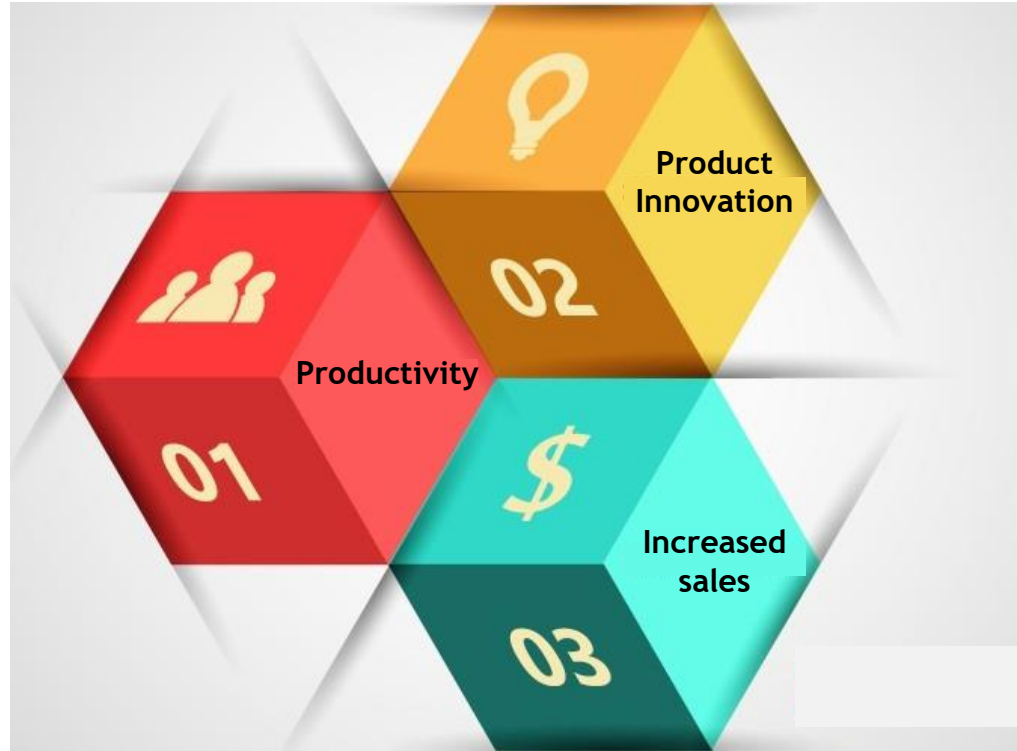 01
Productivity
02
Product
Innovation
$
03
Increased
sales